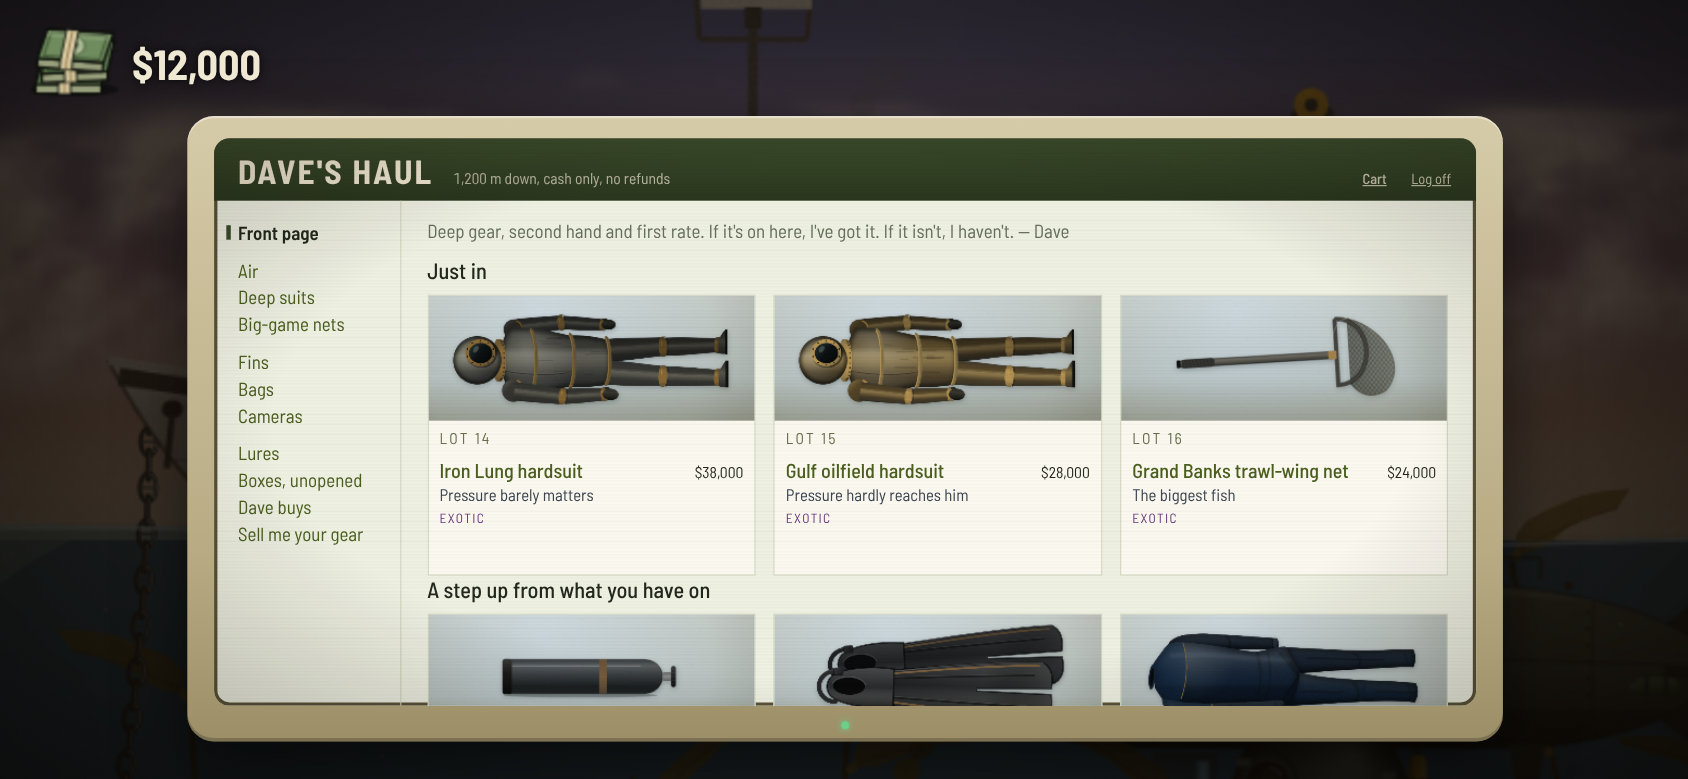 $12,000
DAVE'S HAUL
1,200 m down, cash only, no refunds
Cart
Log off
Front page
Air
Deep suits
Big-game nets
Fins
Bags
Cameras
Lures
Boxes, unopened
Dave buys
Sell me your gear
Deep gear, second hand and first rate. If it's on here, I've got it. If it isn't, I haven't. — Dave
Just in
LOT 14
Iron Lung hardsuit $38,000
Pressure barely matters
EXOTIC
LOT 15
Gulf oilfield hardsuit $28,000
Pressure hardly reaches him
EXOTIC
LOT 16
Grand Banks trawl-wing net $24,000
The biggest fish
EXOTIC
A step up from what you have on